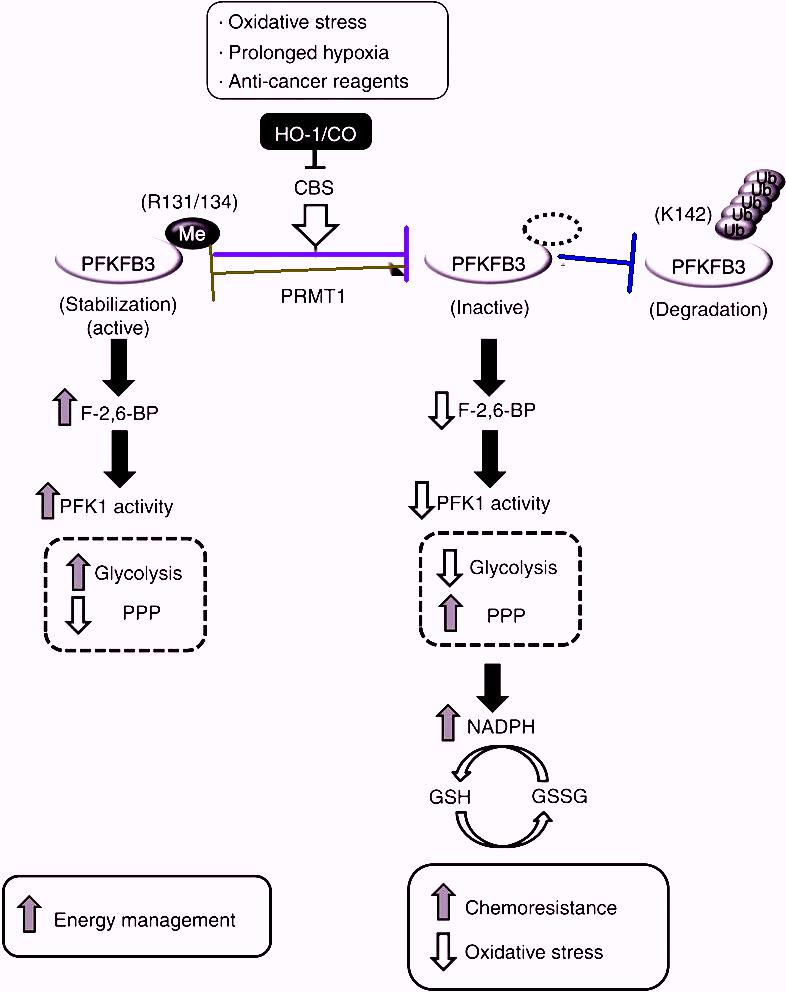 · Oxidative stress
· Prolonged hypoxia
· Anti-cancer reagents
HO-1/CO
CBS
(R131/134)
Me
PFKFB3
(Stabilization)
(active)
PRMT1
PFKFB3
(Inactive)
(K142)
Ub
Ub
Ub
Ub
Ub
PFKFB3
(Degradation)
F-2,6-BP
PFK1 activity
Glycolysis
PPP
F-2,6-BP
PFK1 activity
Glycolysis
PPP
NADPH
GSH
GSSG
Energy management
Chemoresistance
Oxidative stress